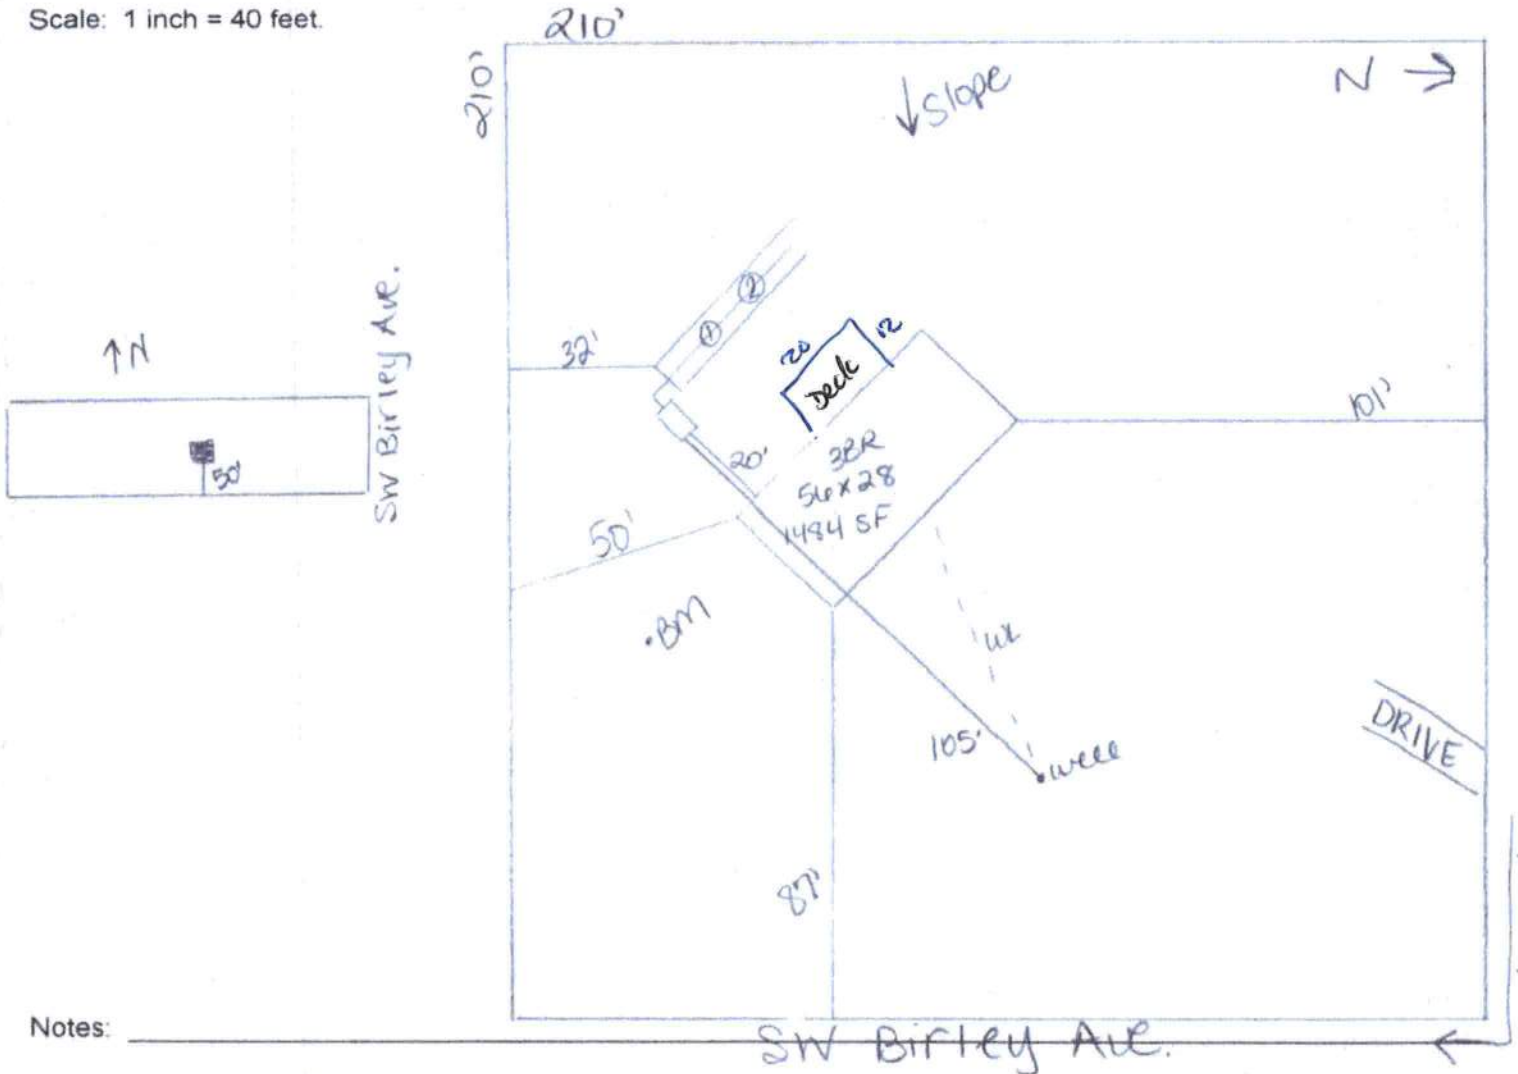 Scale: 1 inch = 40 feet.
210'
210'
N
Slope
↑N
50'
SW Birley Ave.
32'
1
2
20
12
Deck
101'
20'
3BR
56x28
1484 SF
50'
.BM
105'
well
DRIVE
87'
Notes:
SW Birley Ave.